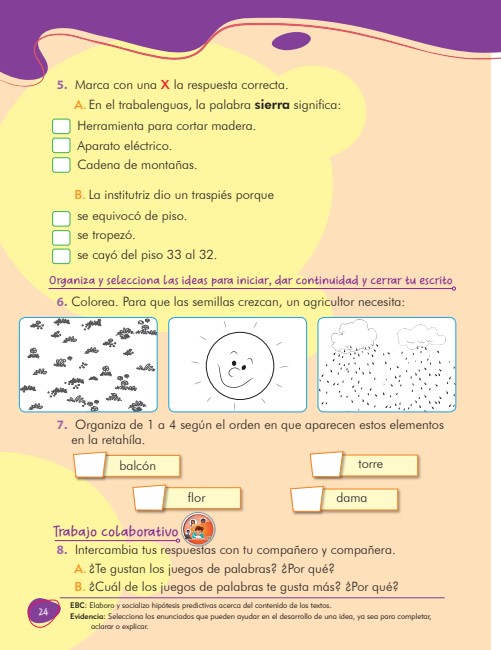 5. Marca con una X la respuesta correcta.
A. En el trabalenguas, la palabra sierra significa:
Herramienta para cortar madera.
Aparato eléctrico.
Cadena de montañas.
B. La institutriz dio un traspiés porque
se equivocó de piso.
se tropezó.
se cayó del piso 33 al 32.
Organiza y selecciona las ideas para iniciar, dar continuidad y cerrar tu escrito
6. Colorea. Para que las semillas crezcan, un agricultor necesita:
7. Organiza de 1 a 4 según el orden en que aparecen estos elementos
en la retahíla.
balcón
torre
flor
dama
Trabajo colaborativo
8. Intercambia tus respuestas con tu compañero y compañera.
A. ¿Te gustan los juegos de palabras? ¿Por qué?
B. ¿Cuál de los juegos de palabras te gusta más? ¿Por qué?
24
EBC: Elaboro y socializo hipótesis predictivas acerca del contenido de los textos.
Evidencia: Selecciona los enunciados que pueden ayudar en el desarrollo de una idea, ya sea para completar,
aclarar o explicar.